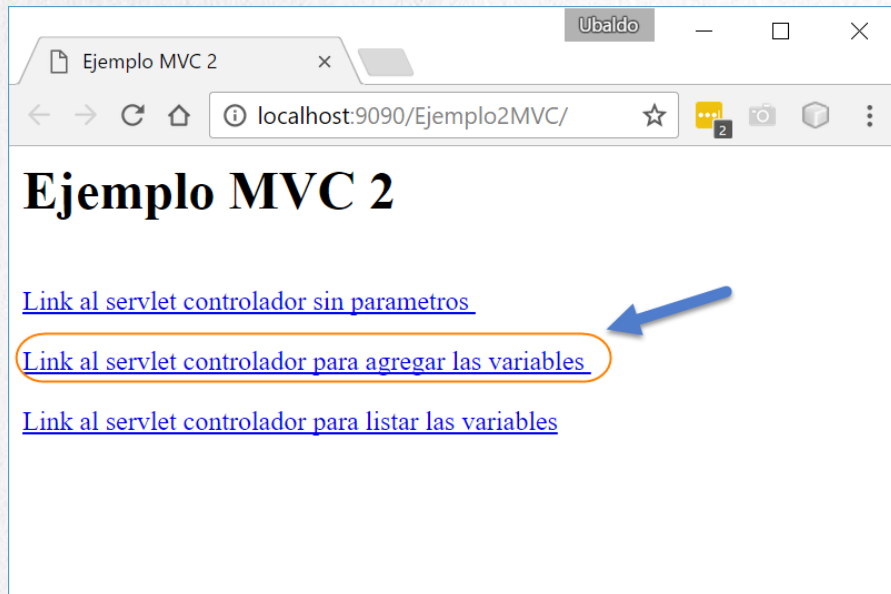 Ubaldo
Ejemplo MVC 2
localhost:9090/Ejemplo2MVC/
2
Ejemplo MVC 2
Link al servlet controlador sin parametros
Link al servlet controlador para agregar las variables
Link al servlet controlador para listar las variables